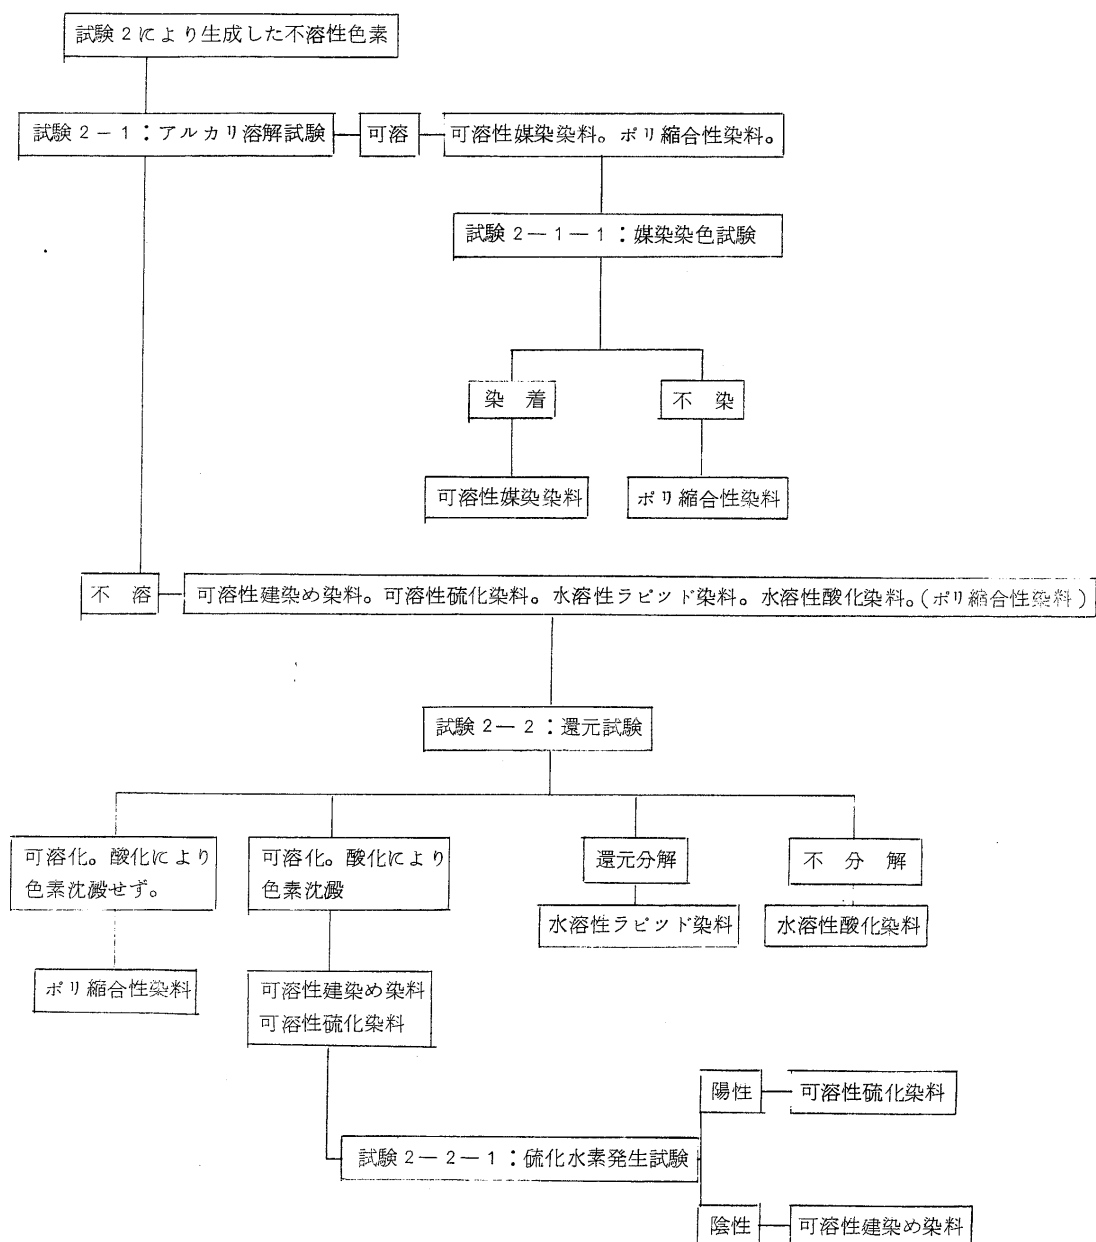 試験2により生成した不溶性色素
試験2-1：アルカリ溶解試験
可溶
可溶性媒染染料。ポリ縮合性染料。
試験2-1-1：媒染染色試験
染 着
不 染
可溶性媒染染料
ポリ縮合性染料
不 溶
可溶性建染め染料。可溶性硫化染料。水溶性ラピツド染料。水溶性酸化染料。(ポリ縮合性染料)
試験2-2：還元試験
可溶化。酸化により
色素沈澱せず。
可溶化。酸化により
色素沈澱
還元分解
不 分 解
水溶性ラピツド染料
水溶性酸化染料
ポリ縮合性染料
可溶性建染め染料
可溶性硫化染料
陽性
可溶性硫化染料
試験2-2-1：硫化水素発生試験
陰性
可溶性建染め染料